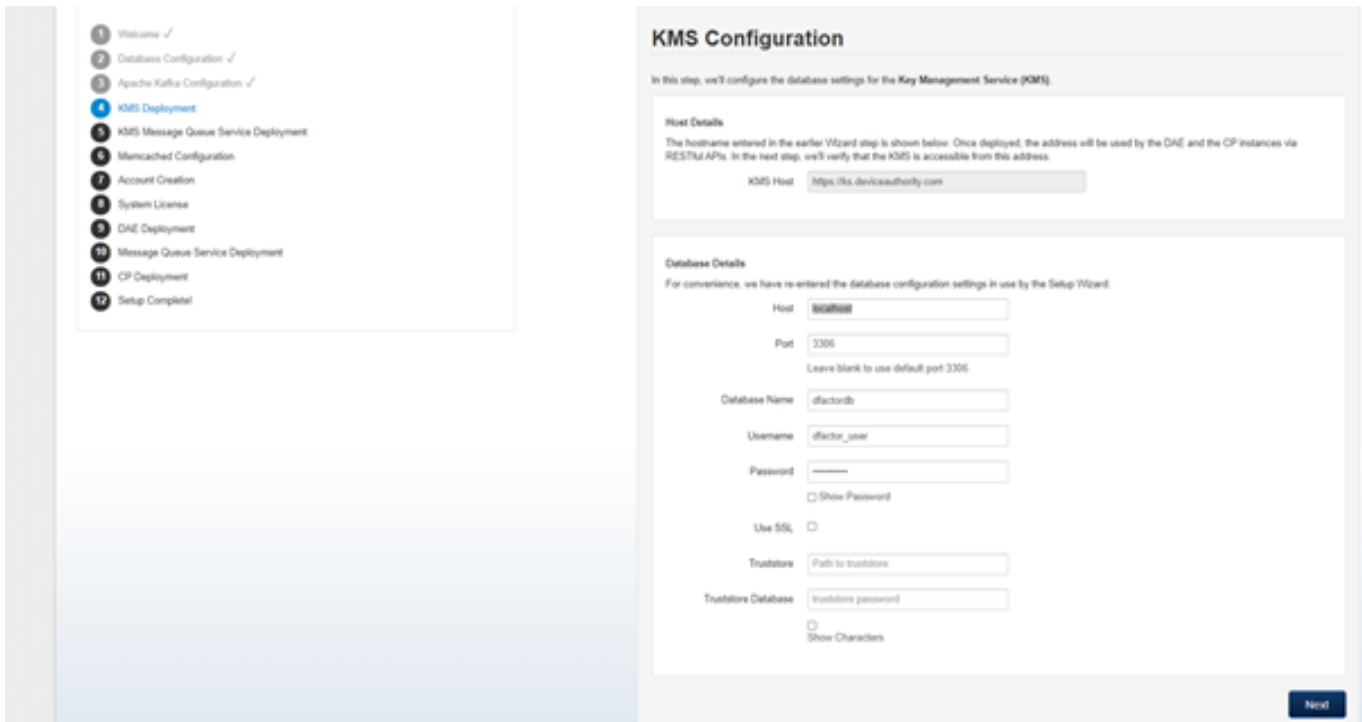 1 Welcome ✓
2 Database Configuration ✓
3 Apache Kafka Configuration ✓
4 KMS Deployment
5 KMS Message Queue Service Deployment
6 Memcached Configuration
7 Account Creation
8 System License
9 DAE Deployment
10 Message Queue Service Deployment
11 CP Deployment
12 Setup Complete!
KMS Configuration
In this step, we'll configure the database settings for the Key Management Service (KMS).
Host Details
The hostname entered in the earlier Wizard step is shown below. Once deployed, the address will be used by the DAE and the CP instances via
RESTful APIs. In the next step, we'll verify that the KMS is accessible from this address.
KMS Host https://ks.deviceauthority.com
Database Details
For convenience, we have re-entered the database configuration settings in use by the Setup Wizard.
Host localhost
Port 3306
Leave blank to use default port 3306
Database Name dfactordb
Username dfactor_user
Password
Show Password
Use SSL
Truststore Path to truststore
Truststore Database truststore password
Show Characters
Next